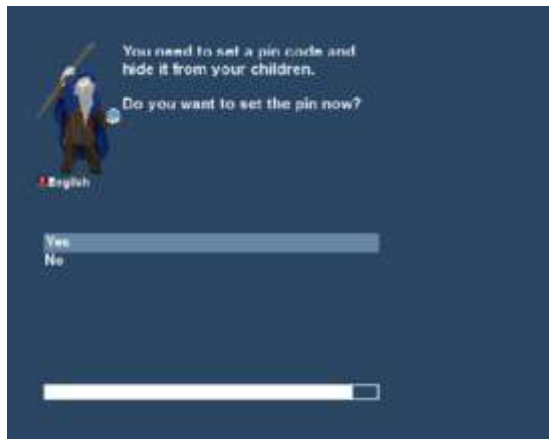 You need to set a pin code and
hide it from your children.
Do you want to set the pin now?
English
Yes
No